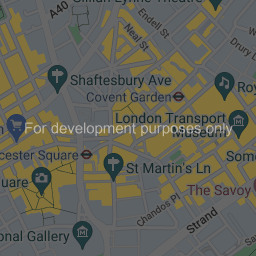 Gillian Lynne Theatre
A40
Endell St
Neal St
Drury
Shaftesbury Ave
Covent Garden
Roy
London Transport
Museum
For development purposes only
cester Square
Som
St Martin's Ln
quare
The Savoy
Chandos Pl
Strand
onal Gallery